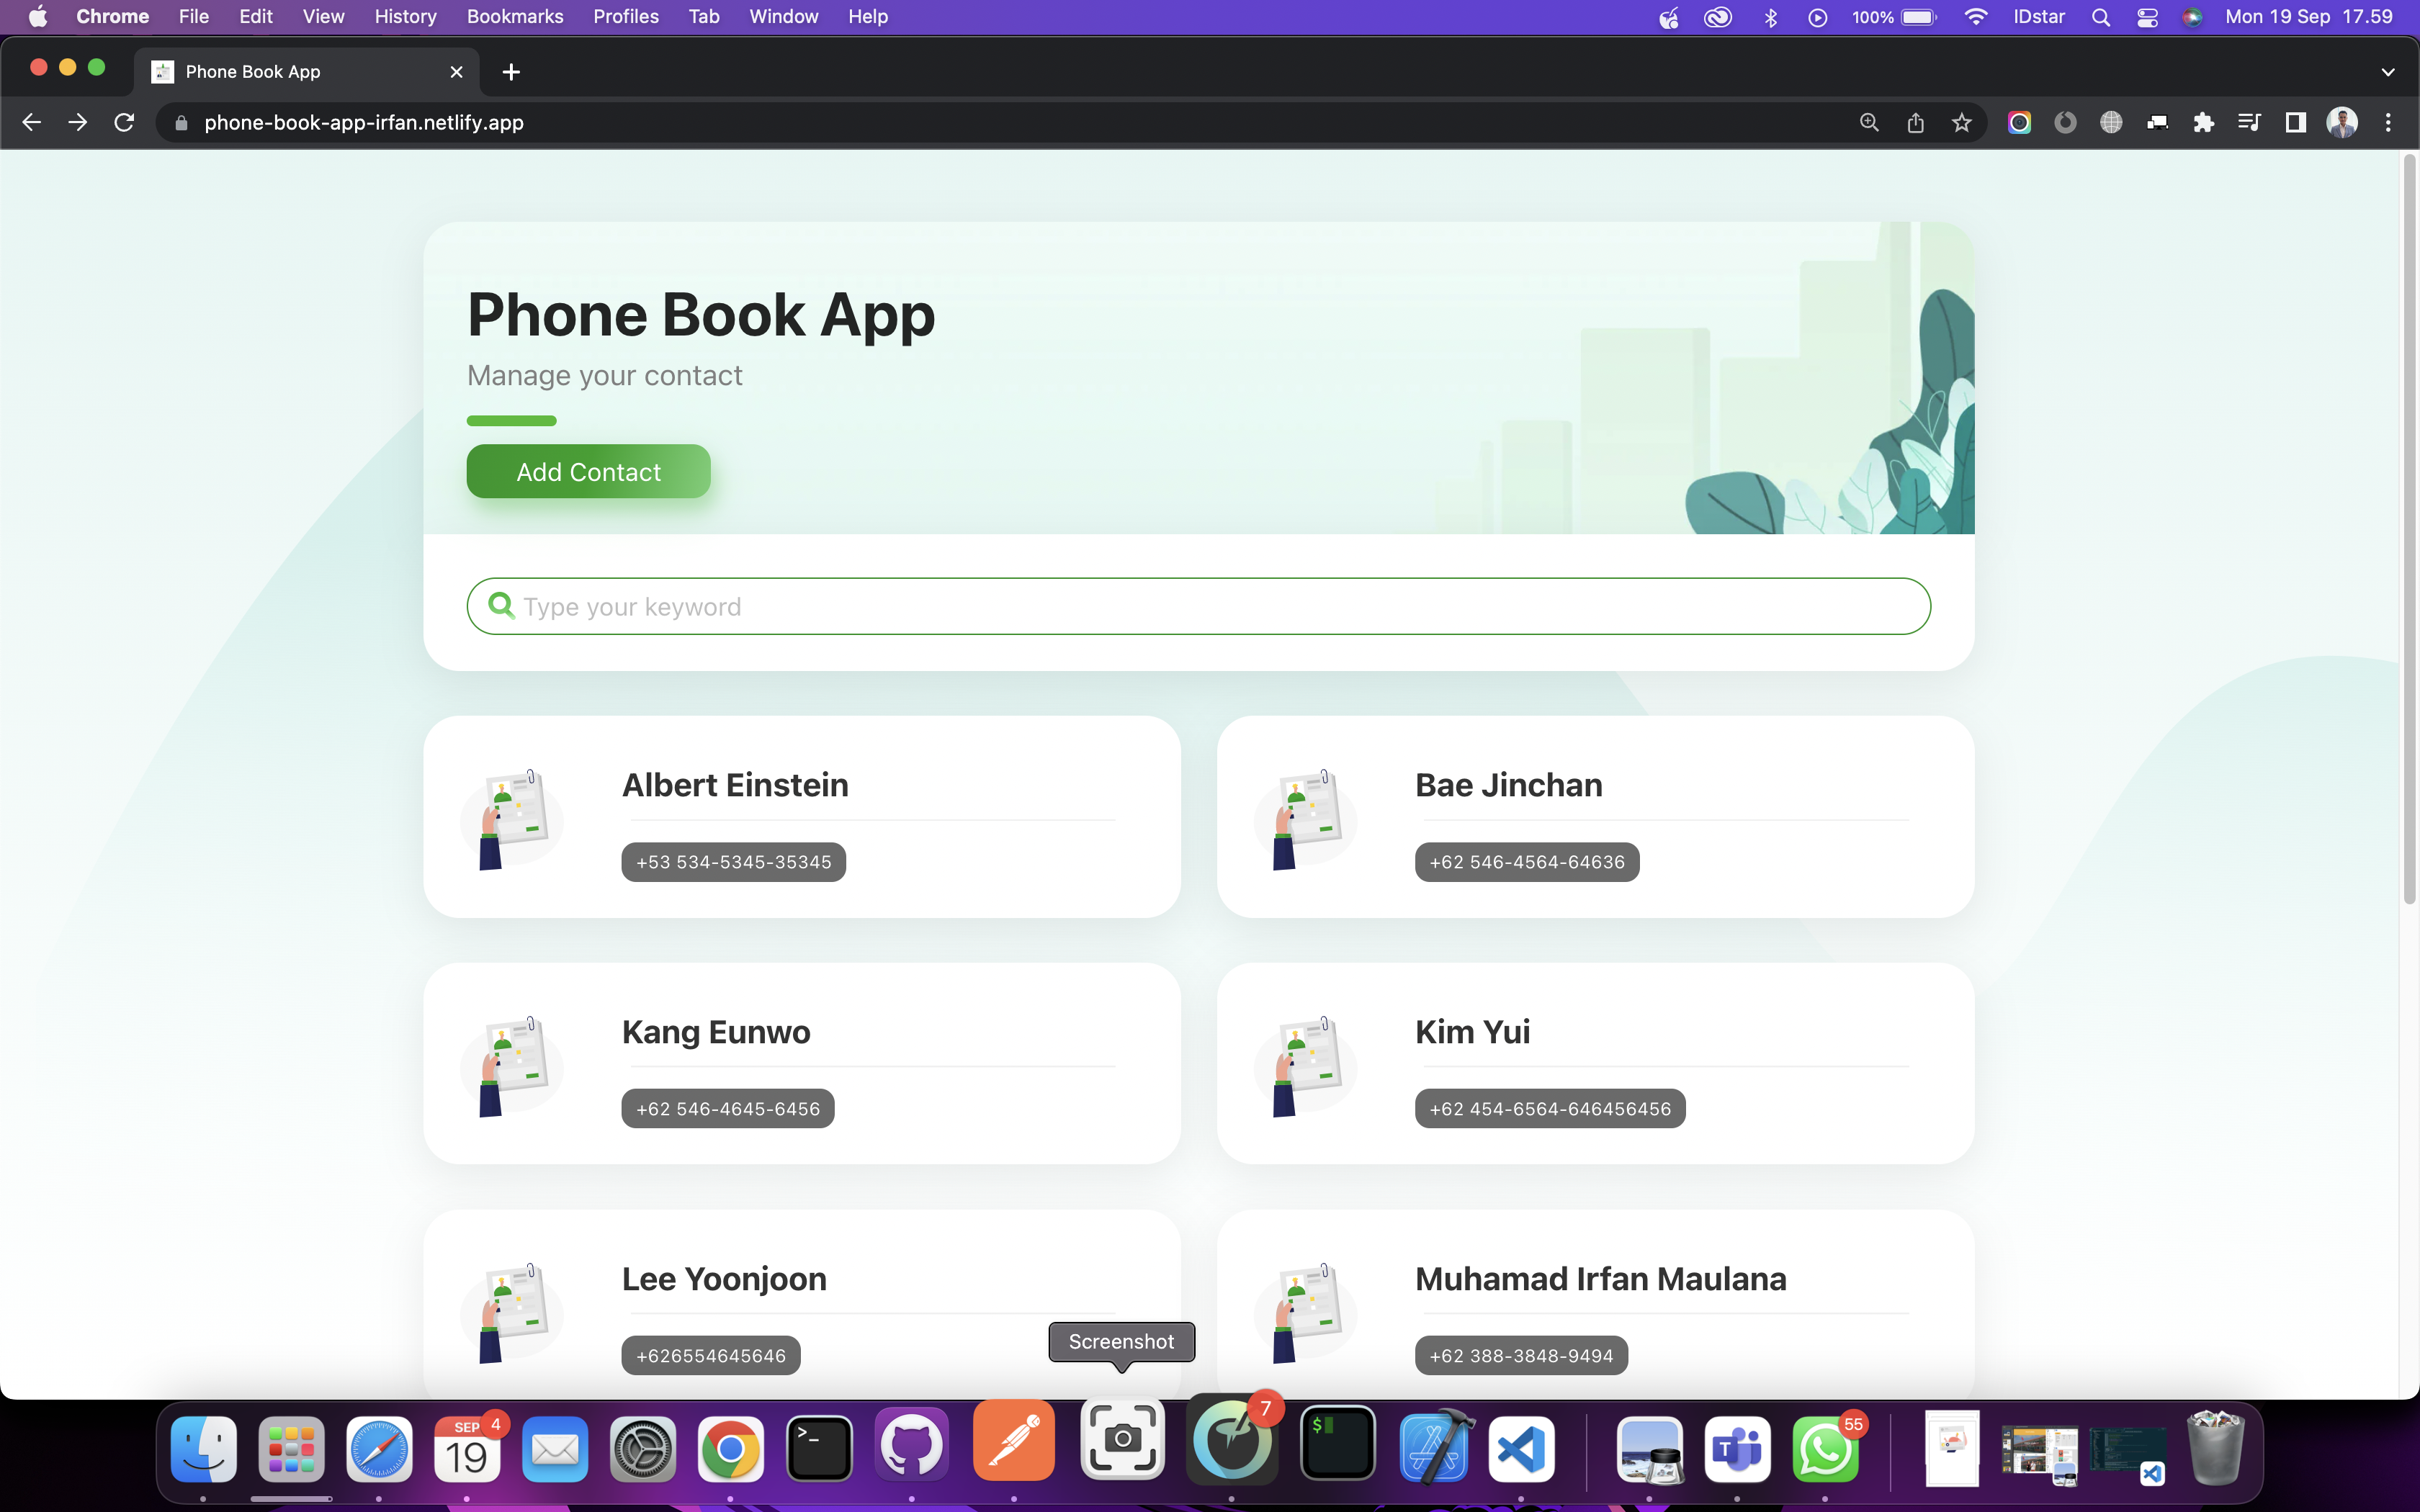 Chrome File Edit View History Bookmarks Profiles Tab Window Help 100% IDstar Mon 19 Sep 17.59
Phone Book App
phone-book-app-irfan.netlify.app
Phone Book App
Manage your contact
Add Contact
Type your keyword
Albert Einstein
+53 534-5345-35345
Bae Jinchan
+62 546-4564-64636
Kang Eunwo
+62 546-4645-6456
Kim Yui
+62 454-6564-646456456
Lee Yoonjoon
+626554645646
Muhamad Irfan Maulana
+62 388-3848-9494
Screenshot
SEP 4
19
>_
7
$
T
55